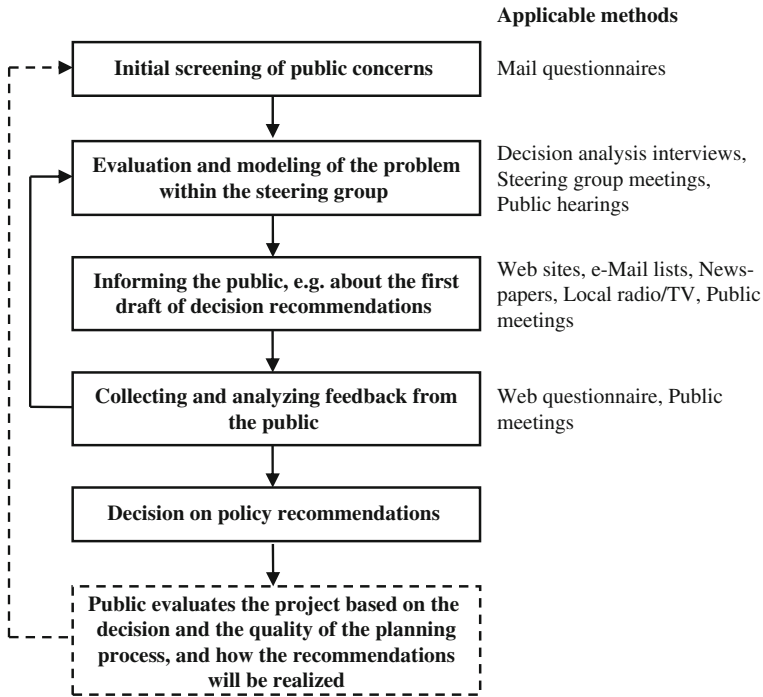 Applicable methods
Initial screening of public concerns
Mail questionnaires
Evaluation and modeling of the problem
within the steering group
Decision analysis interviews,
Steering group meetings,
Public hearings
Informing the public, e.g. about the first
draft of decision recommendations
Web sites, e-Mail lists, News-
papers, Local radio/TV, Public
meetings
Collecting and analyzing feedback from
the public
Web questionnaire, Public
meetings
Decision on policy recommendations
Public evaluates the project based on the
decision and the quality of the planning
process, and how the recommendations
will be realized